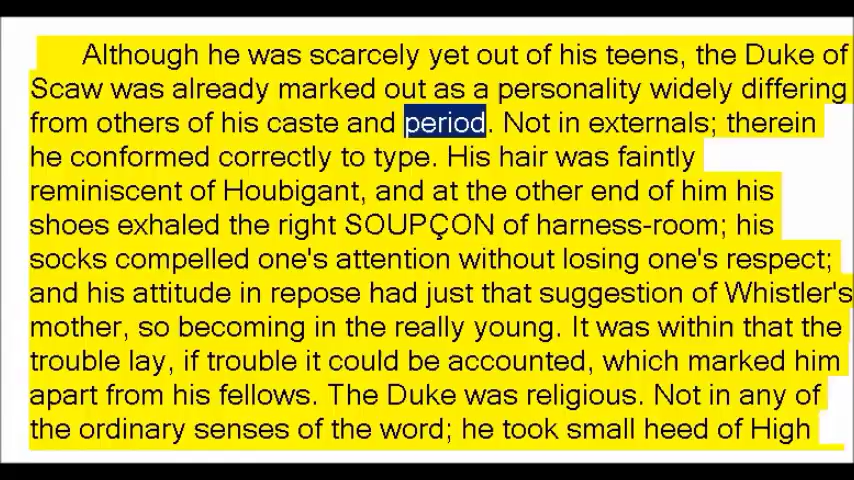 Although he was scarcely yet out of his teens, the Duke of
Scaw was already marked out as a personality widely differing
from others of his caste and period. Not in externals; therein
he conformed correctly to type. His hair was faintly
reminiscent of Houbigant, and at the other end of him his
shoes exhaled the right SOUPÇON of harness-room; his
socks compelled one's attention without losing one's respect;
and his attitude in repose had just that suggestion of Whistler's
mother, so becoming in the really young. It was within that the
trouble lay, if trouble it could be accounted, which marked him
apart from his fellows. The Duke was religious. Not in any of
the ordinary senses of the word; he took small heed of High